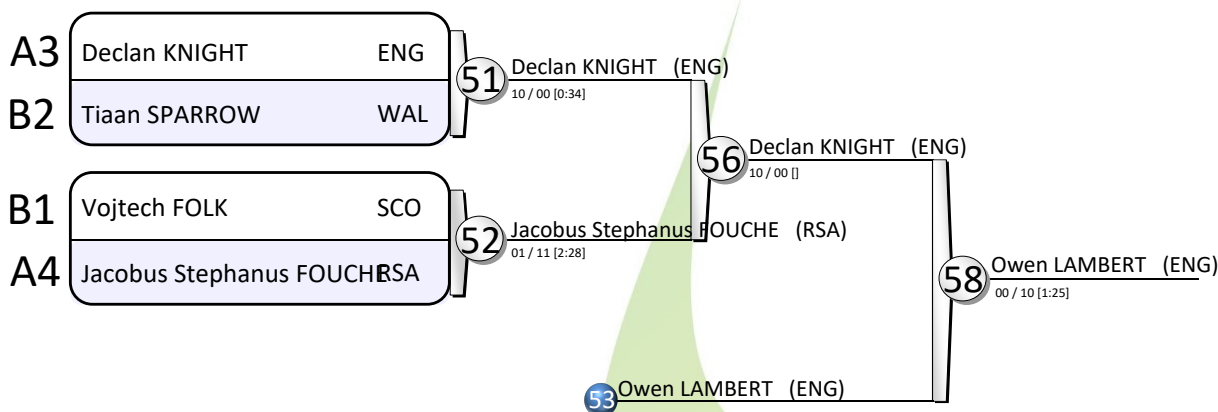 A3 Declan KNIGHT ENG
B2 Tiaan SPARROW WAL
51 Declan KNIGHT (ENG)
10 / 00 [0:34]
B1 Vojtech FOLK SCO
A4 Jacobus Stephanus FOUCHE RSA
52 Jacobus Stephanus FOUCHE (RSA)
01 / 11 [2:28]
56 Declan KNIGHT (ENG)
10 / 00 []
53 Owen LAMBERT (ENG)
58 Owen LAMBERT (ENG)
00 / 10 [1:25]